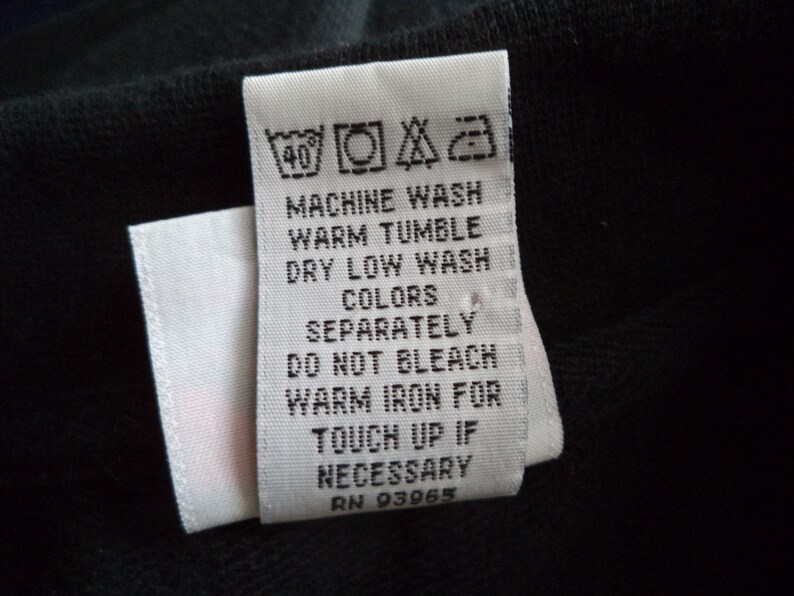 40°
MACHINE WASH
WARM TUMBLE
DRY LOW WASH
COLORS
SEPARATELY
DO NOT BLEACH
WARM IRON FOR
TOUCH UP IF
NECESSARY
RN 93965